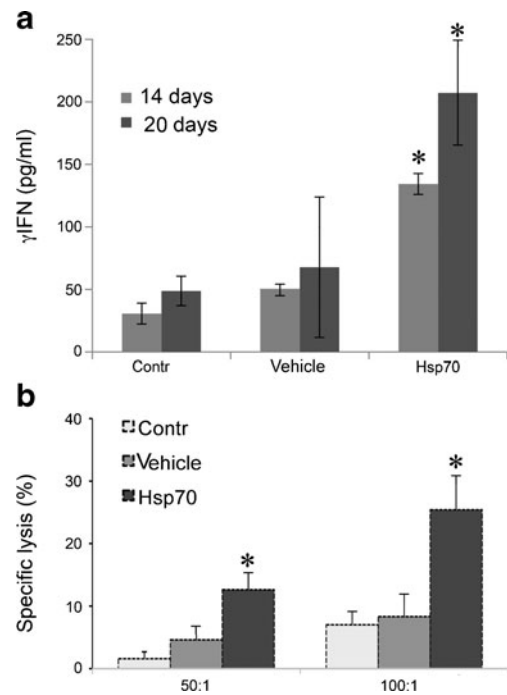 a
250
200
150
100
50
0
γIFN (pg/ml)
14 days
20 days
*
*
Contr
Vehicle
Hsp70
b
40
30
20
10
0
Specific lysis (%)
Contr
Vehicle
Hsp70
*
*
50:1
100:1